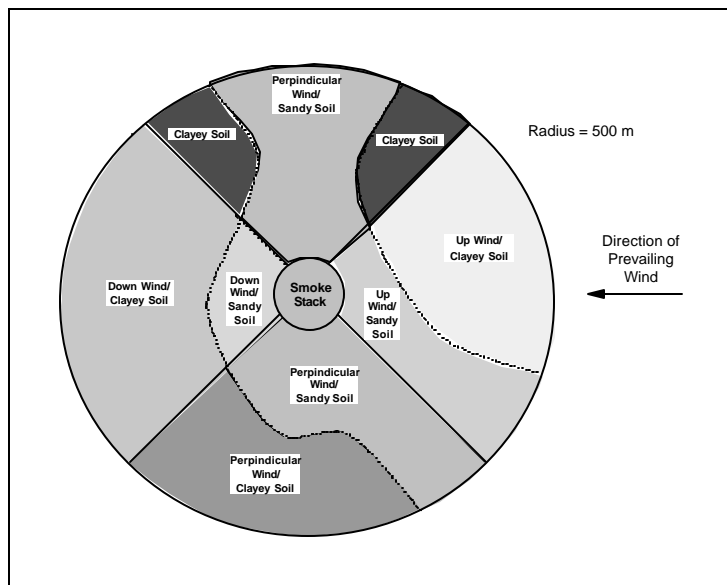 Perpindicular
Wind/
Sandy Soil
Clayey Soil
Clayey Soil
Radius = 500 m
Up Wind/
Clayey Soil
Direction of
Prevailing
Wind
Down Wind/
Clayey Soil
Down
Wind/
Sandy
Soil
Smoke
Stack
Up
Wind/
Sandy
Soil
Perpindicular
Wind/
Sandy Soil
Perpindicular
Wind/
Clayey Soil